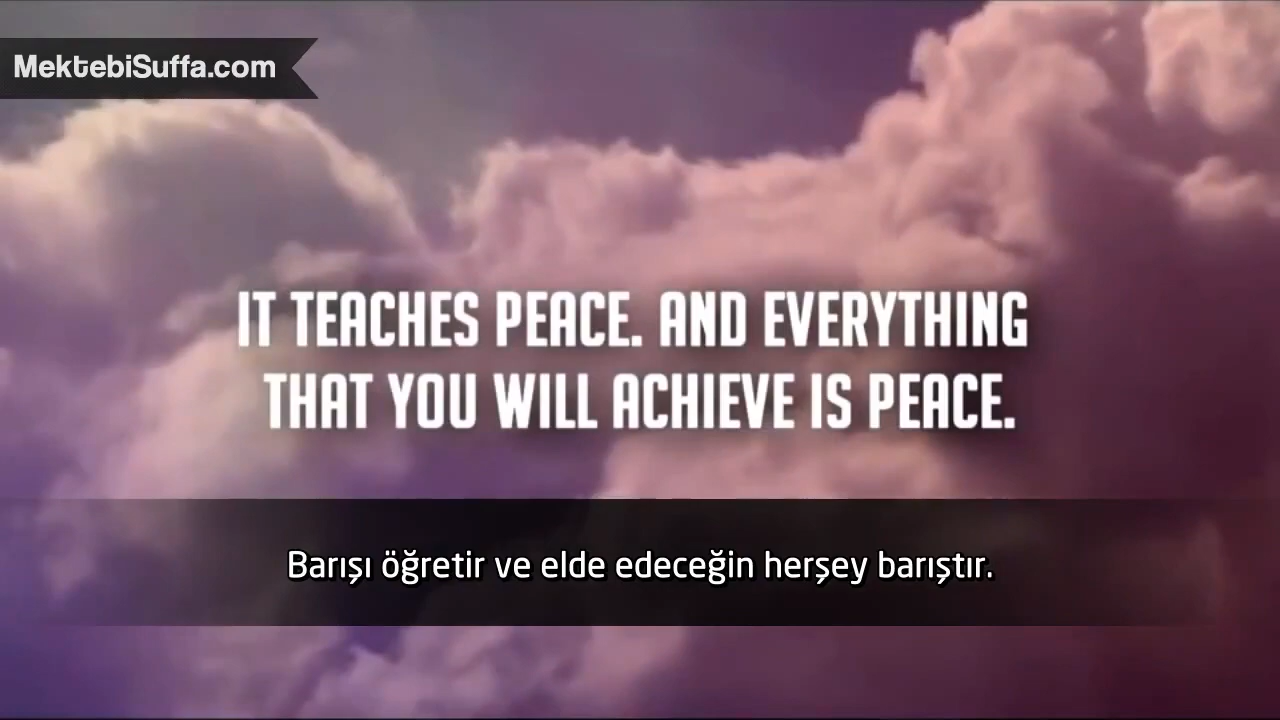 MektebiSuffa.com
IT TEACHES PEACE. AND EVERYTHING
THAT YOU WILL ACHIEVE IS PEACE.
Barışı öğretir ve elde edeceğin herşey barıştır.